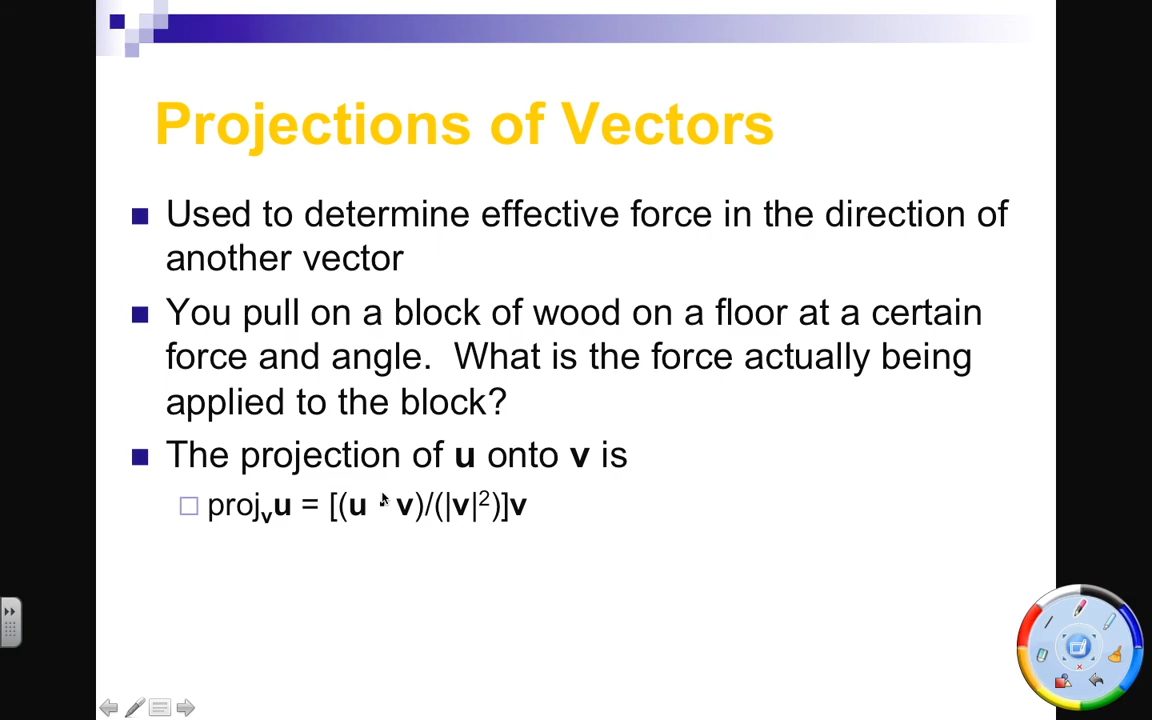 Projections of Vectors
Used to determine effective force in the direction of
another vector
You pull on a block of wood on a floor at a certain
force and angle.  What is the force actually being
applied to the block?
The projection of u onto v is
projᵥu = [(u · v)/(|v|²)]v